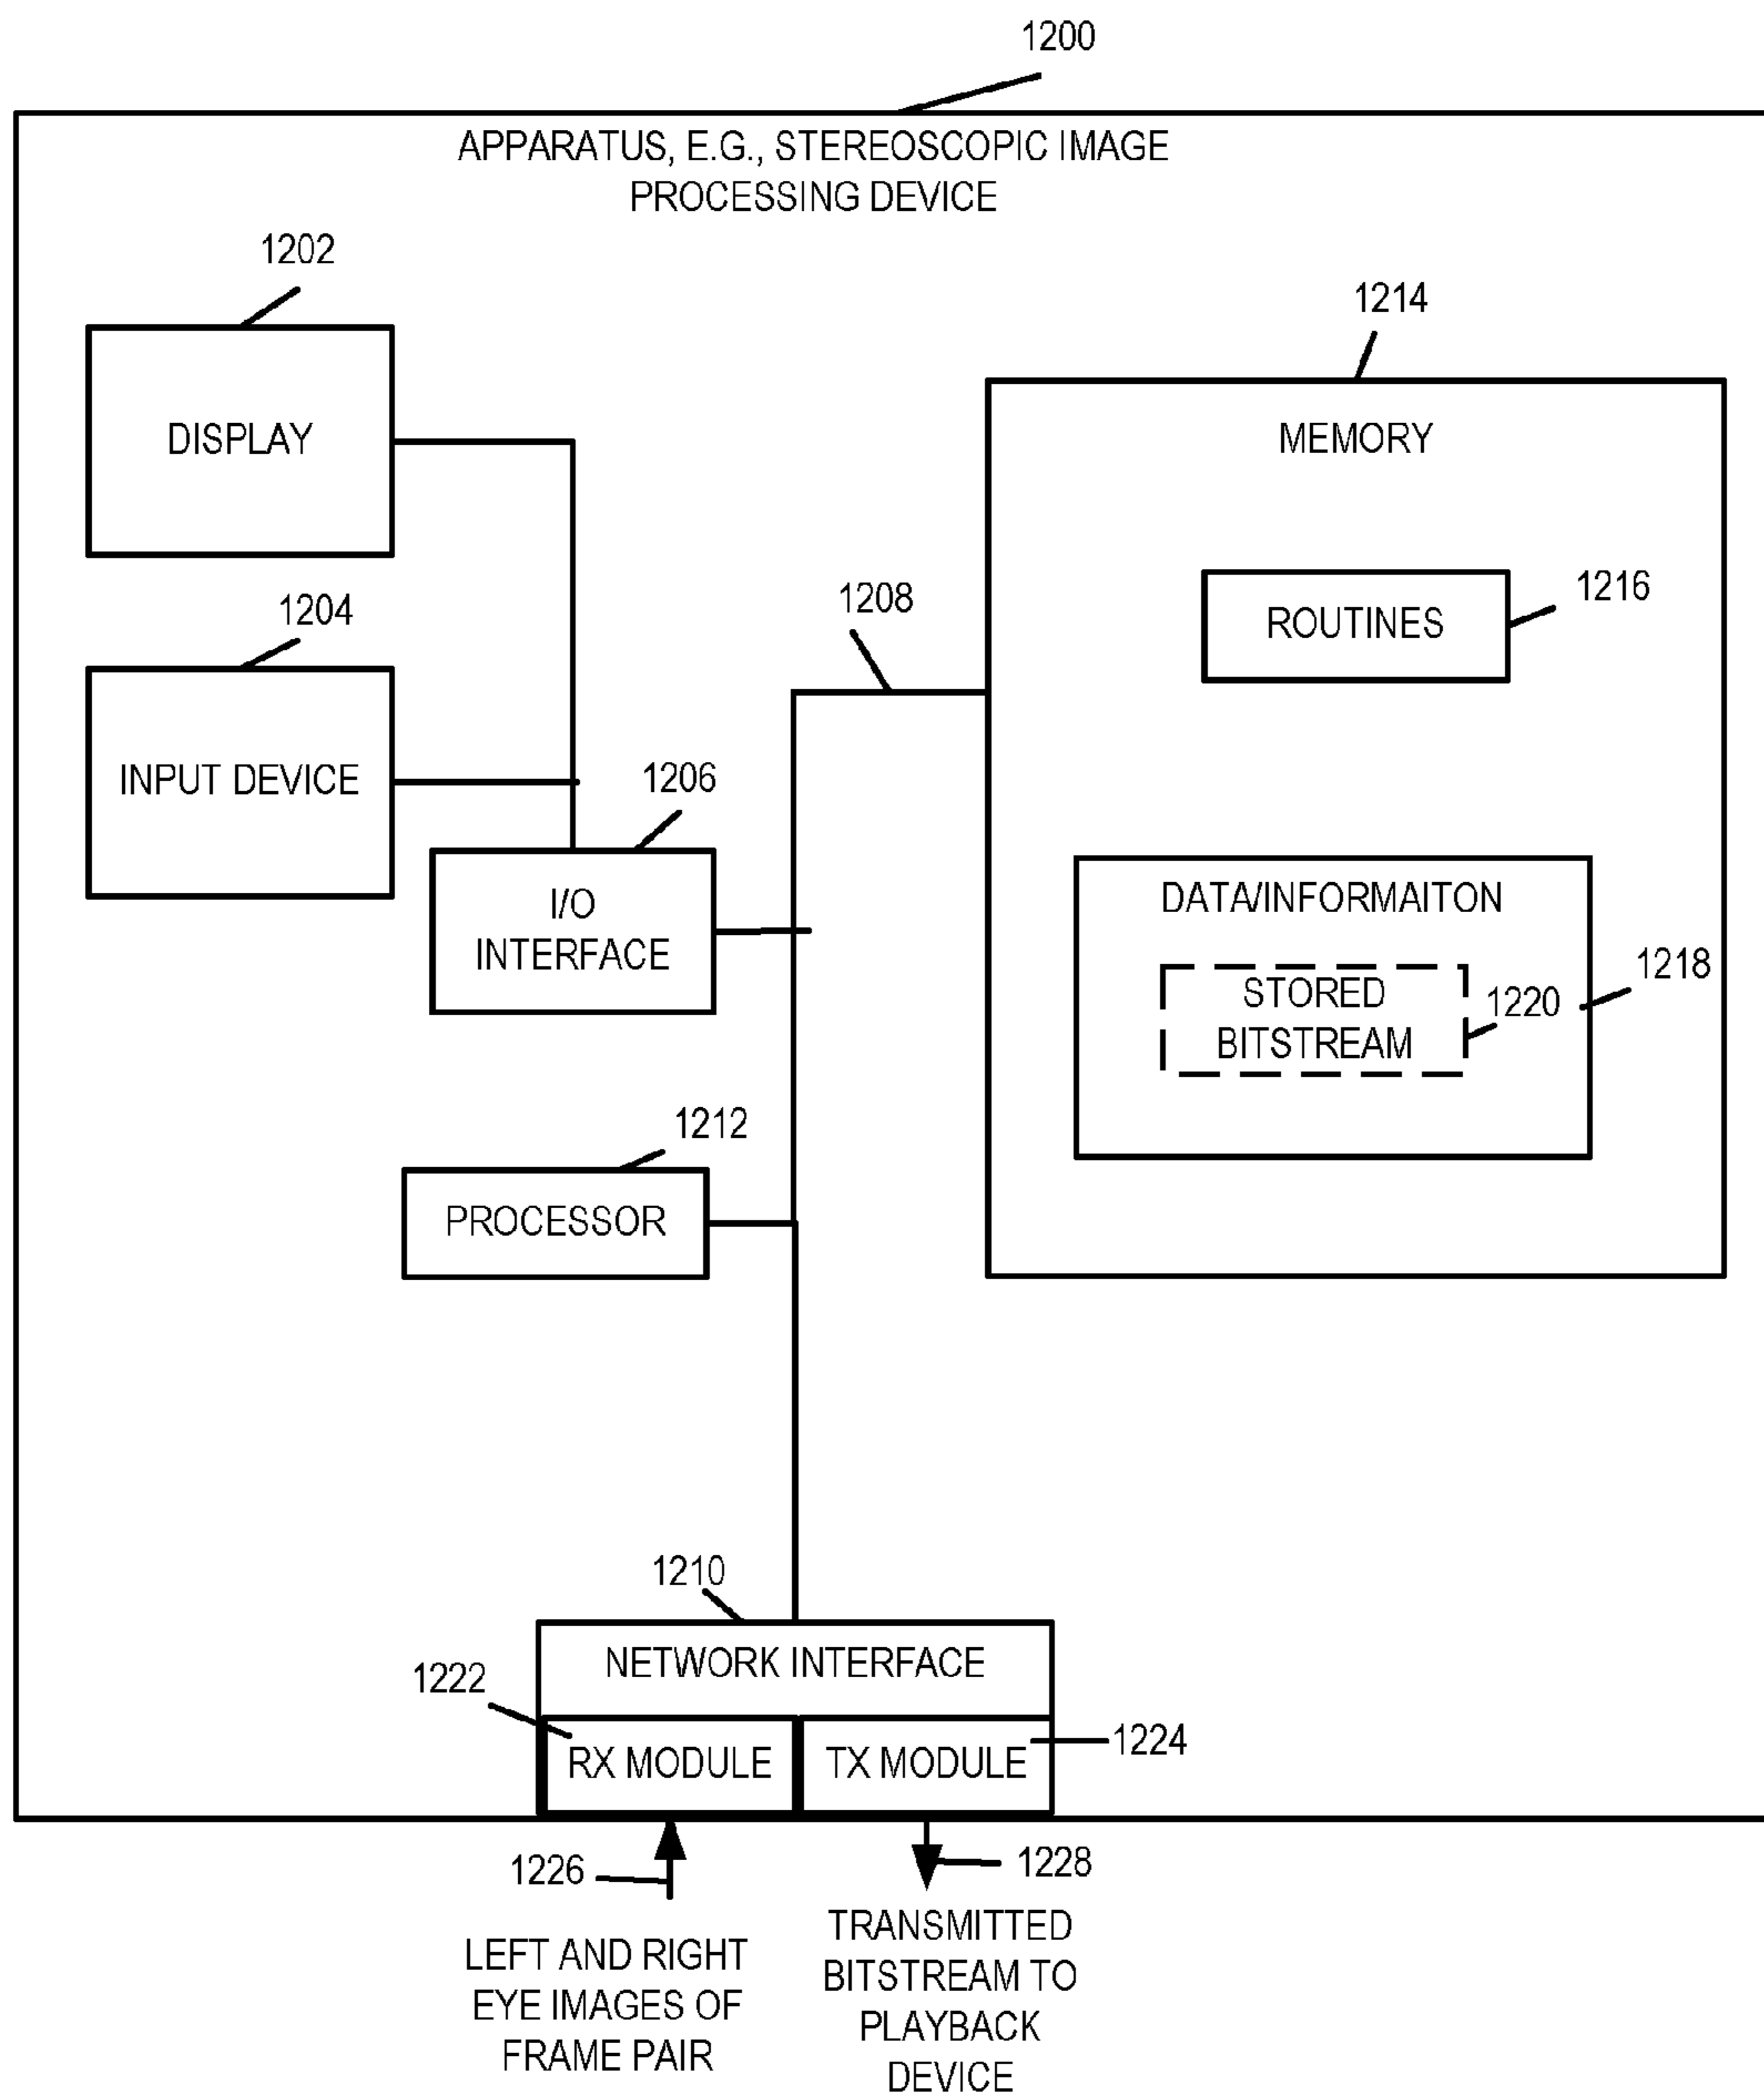 1200
APPARATUS, E.G., STEREOSCOPIC IMAGE
PROCESSING DEVICE
1202
DISPLAY
1204
INPUT DEVICE
1206
I/O
INTERFACE
1208
1214
MEMORY
ROUTINES
1216
DATA/INFORMAITON
1218
STORED
BITSTREAM
1220
1212
PROCESSOR
1210
NETWORK INTERFACE
1222
RX MODULE
TX MODULE
1224
1226
LEFT AND RIGHT
EYE IMAGES OF
FRAME PAIR
1228
TRANSMITTED
BITSTREAM TO
PLAYBACK
DEVICE